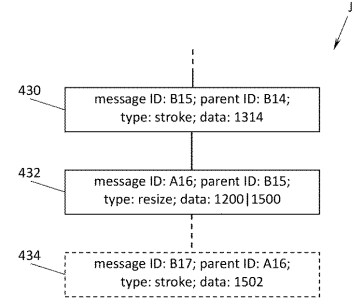 J
430
message ID: B15; parent ID: B14;
type: stroke; data: 1314
432
message ID: A16; parent ID: B15;
type: resize; data: 1200|1500
434
message ID: B17; parent ID: A16;
type: stroke; data: 1502